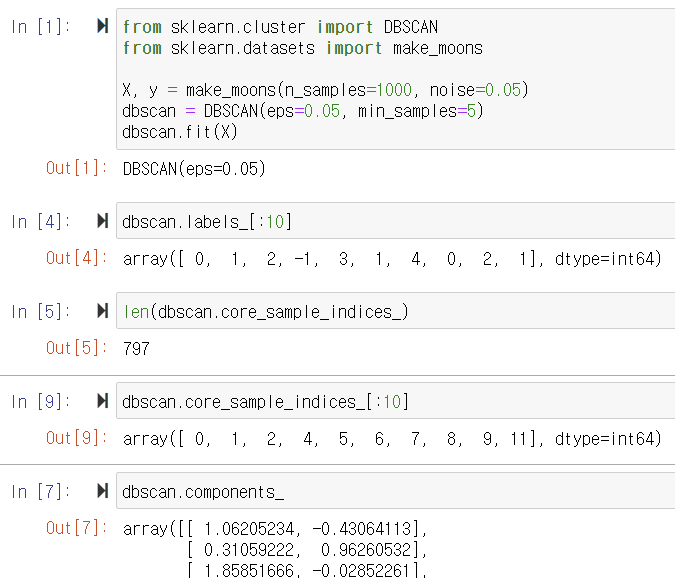 In [1]: from sklearn.cluster import DBSCAN
from sklearn.datasets import make_moons
X, y = make_moons(n_samples=1000, noise=0.05)
dbscan = DBSCAN(eps=0.05, min_samples=5)
dbscan.fit(X)
Out[1]: DBSCAN(eps=0.05)
In [4]: dbscan.labels_[:10]
Out[4]: array([ 0, 1, 2, -1, 3, 1, 4, 0, 2, 1], dtype=int64)
In [5]: len(dbscan.core_sample_indices_)
Out[5]: 797
In [9]: dbscan.core_sample_indices_[:10]
Out[9]: array([ 0, 1, 2, 4, 5, 6, 7, 8, 9, 11], dtype=int64)
In [7]: dbscan.components_
Out[7]: array([[ 1.06205234, -0.43064113],
[ 0.31059222, 0.96260532],
[ 1.85851666, -0.02852261],